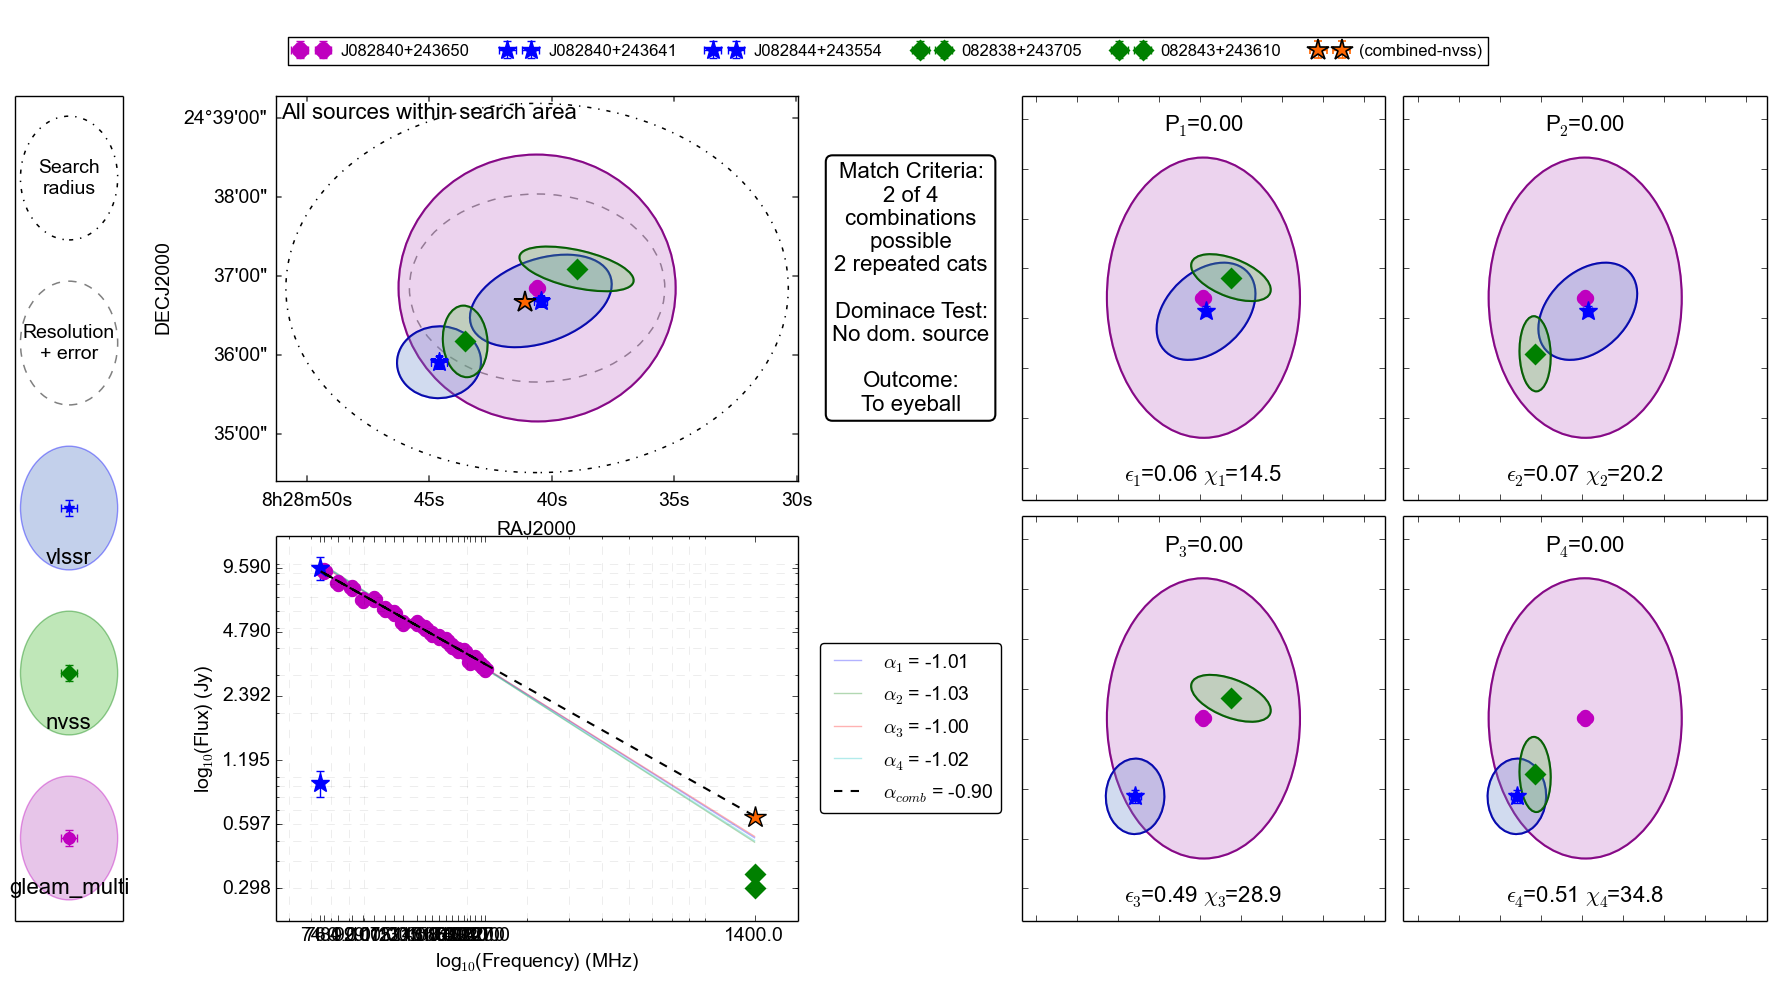 J082840+243650 J082840+243641 J082844+243554 082838+243705 082843+243610 (combined-nvss)
Search
radius
Resolution
+ error
vlssr
nvss
gleam_multi
All sources within search area
DECJ2000
24°39'00"
38'00"
37'00"
36'00"
35'00"
8h28m50s 45s 40s 35s 30s
RAJ2000
Match Criteria:
2 of 4
combinations
possible
2 repeated cats
Dominace Test:
No dom. source
Outcome:
To eyeball
P1=0.00
ϵ1=0.06 χ1=14.5
P2=0.00
ϵ2=0.07 χ2=20.2
log10(Flux) (Jy)
9.590
4.790
2.392
1.195
0.597
0.298
1400.0
log10(Frequency) (MHz)
α1 = -1.01
α2 = -1.03
α3 = -1.00
α4 = -1.02
αcomb = -0.90
P3=0.00
ϵ3=0.49 χ3=28.9
P4=0.00
ϵ4=0.51 χ4=34.8